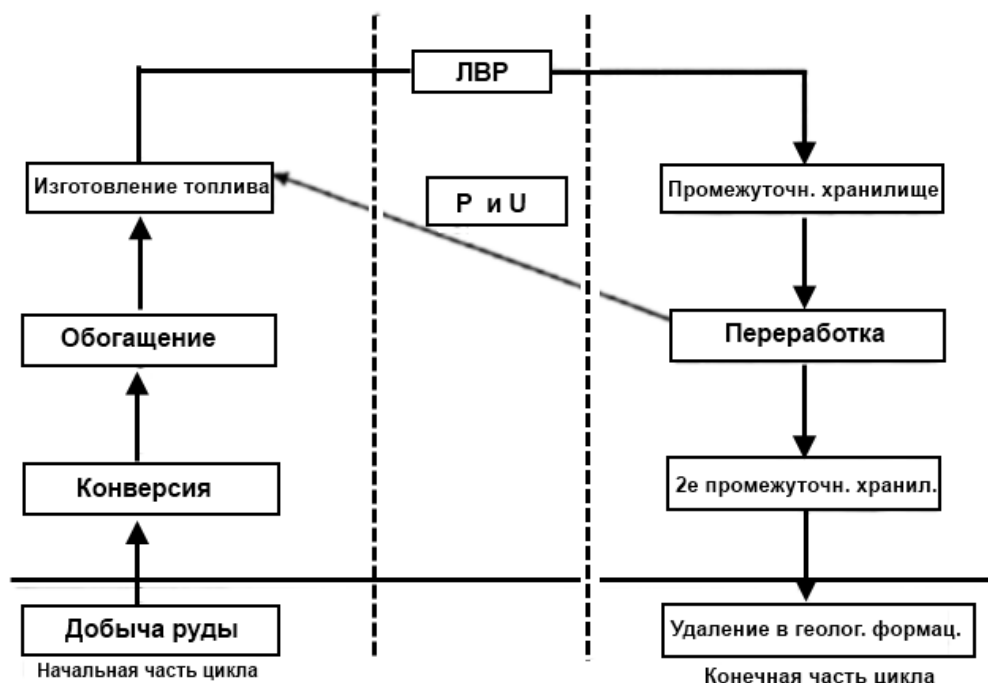 ЛВР
Изготовление топлива
Промежуточн. хранилище
Р и U
Обогащение
Переработка
Конверсия
2е промежуточн. хранил.
Добыча руды
Удаление в геолог. формац.
Начальная часть цикла
Конечная часть цикла